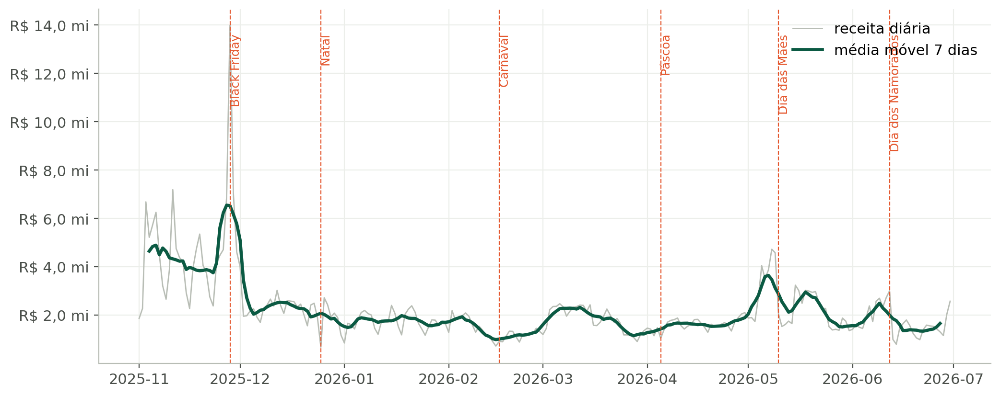 R$ 14,0 mi
R$ 12,0 mi
R$ 10,0 mi
R$ 8,0 mi
R$ 6,0 mi
R$ 4,0 mi
R$ 2,0 mi
Black Friday
Natal
Carnaval
Páscoa
Dia das Mães
Dia dos Namorados
receita diária
média móvel 7 dias
2025-11
2025-12
2026-01
2026-02
2026-03
2026-04
2026-05
2026-06
2026-07